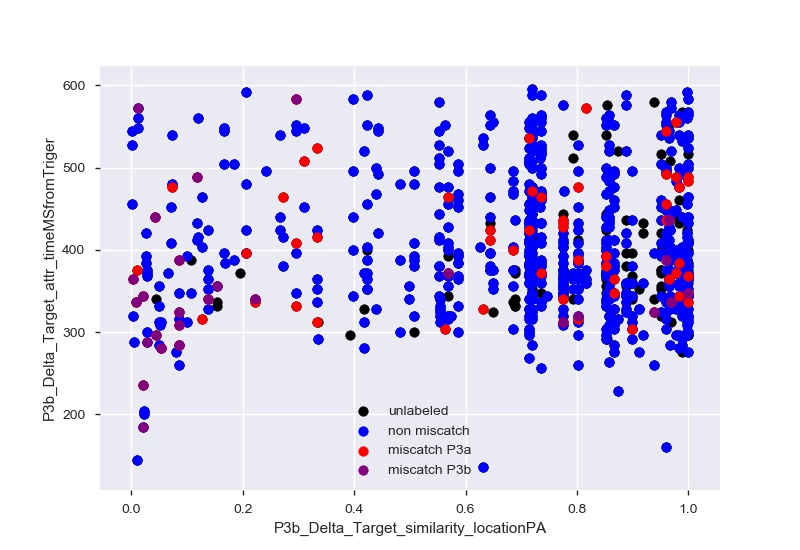 600
500
400
300
200
P3b_Delta_Target_attr_timeMSfromTriger
unlabeled
non miscatch
miscatch P3a
miscatch P3b
0.0 0.2 0.4 0.6 0.8 1.0
P3b_Delta_Target_similarity_locationPA